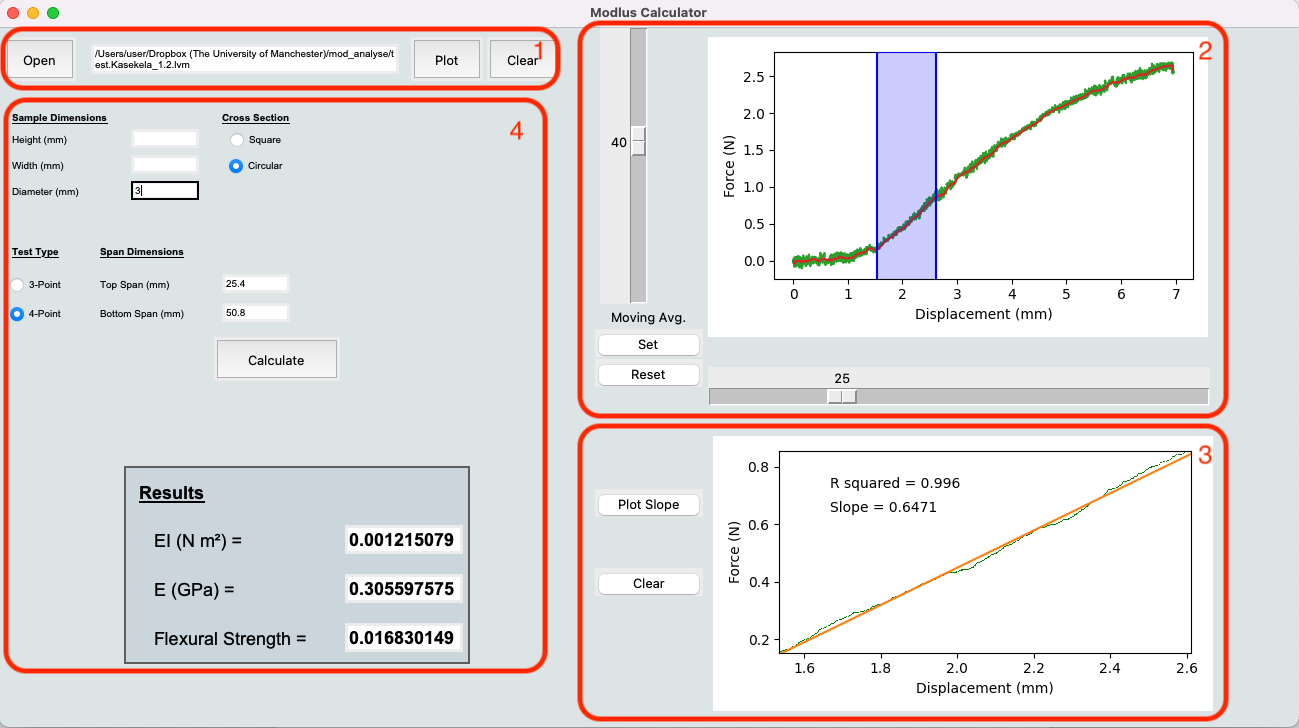 Modlus Calculator
1
Open
/Users/user/Dropbox (The University of Manchester)/mod_analyse/t
est.Kasekela_1.2.lvm
Plot
Clear
4
Sample Dimensions
Cross Section
Height (mm)
Square
Width (mm)
Circular
Diameter (mm)
3
Test Type
Span Dimensions
3-Point
Top Span (mm)
25.4
4-Point
Bottom Span (mm)
50.8
Calculate
Results
EI (N m²) =
0.001215079
E (GPa) =
0.305597575
Flexural Strength =
0.016830149
2
40
Moving Avg.
Set
Reset
Force (N)
2.5
2.0
1.5
1.0
0.5
0.0
0 1 2 3 4 5 6 7
Displacement (mm)
25
3
Plot Slope
Clear
R squared = 0.996
Slope = 0.6471
Force (N)
0.8
0.6
0.4
0.2
1.6 1.8 2.0 2.2 2.4 2.6
Displacement (mm)